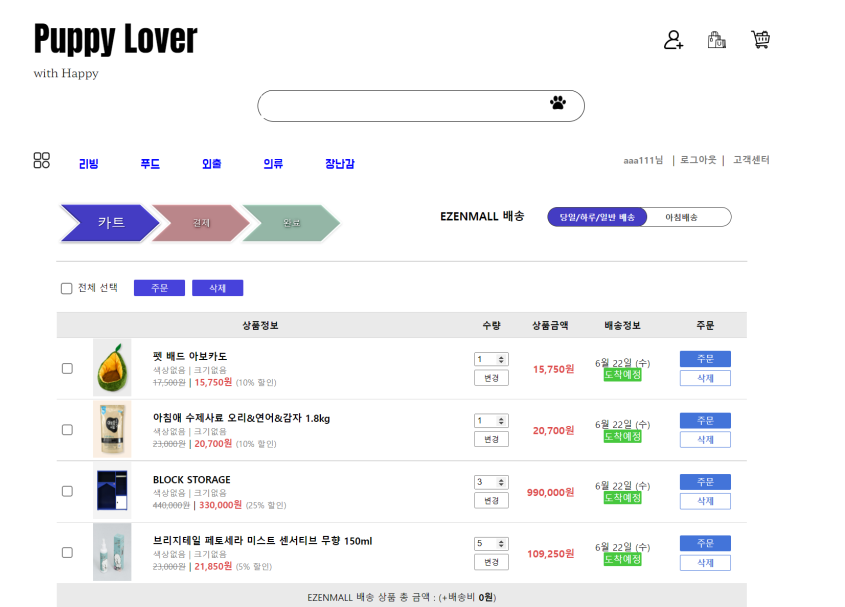 Puppy Lover
with Happy
리빙 푸드 외출 의류 장난감
aaa111님 | 로그아웃 | 고객센터
카트 결제 완료
EZENMALL 배송 당일/하루/일반 배송 아침배송
전체 선택 주문 삭제
상품정보 수량 상품금액 배송정보 주문
펫 배드 아보카도
색상없음 | 크기없음
17,500원 | 15,750원 (10% 할인)
1
변경
15,750원
6월 22일 (수)
도착예정
주문
삭제
아침애 수제사료 오리&연어&감자 1.8kg
색상없음 | 크기없음
23,000원 | 20,700원 (10% 할인)
1
변경
20,700원
6월 22일 (수)
도착예정
주문
삭제
BLOCK STORAGE
색상없음 | 크기없음
440,000원 | 330,000원 (25% 할인)
3
변경
990,000원
6월 22일 (수)
도착예정
주문
삭제
브리지테일 페토세라 미스트 센서티브 무향 150ml
색상없음 | 크기없음
23,000원 | 21,850원 (5% 할인)
5
변경
109,250원
6월 22일 (수)
도착예정
주문
삭제
EZENMALL 배송 상품 총 금액 : (+배송비 0원)